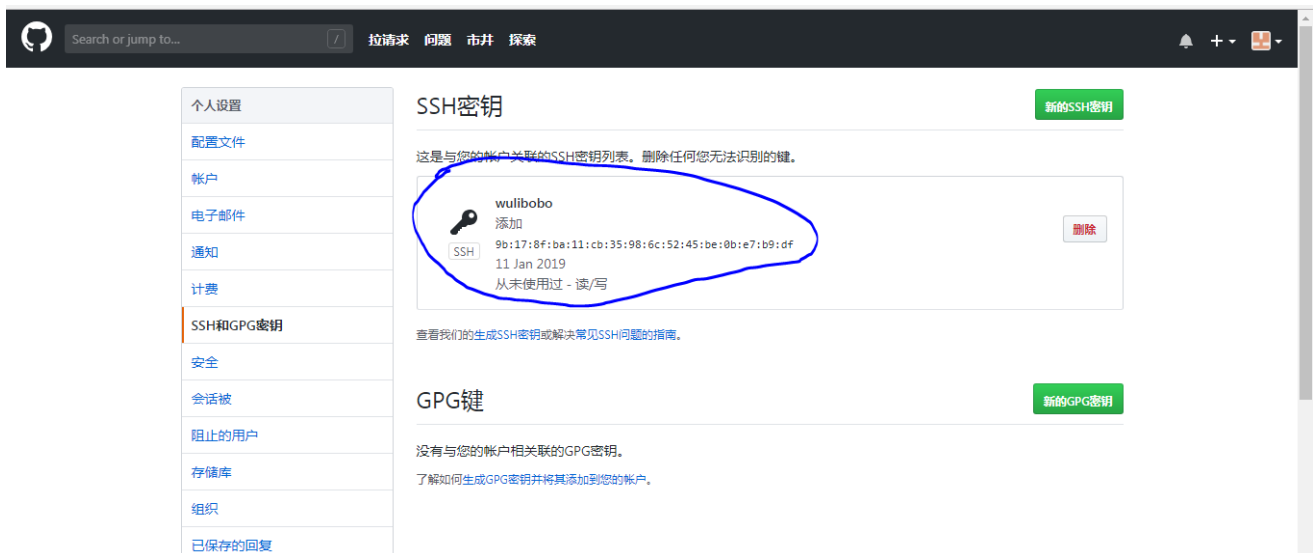 Search or jump to... / 拉请求 问题 市井 探索
个人设置
配置文件
帐户
电子邮件
通知
计费
SSH和GPG密钥
安全
会话被
阻止的用户
存储库
组织
已保存的回复
SSH密钥
新的SSH密钥
这是与您的帐户关联的SSH密钥列表。删除任何您无法识别的键。
wulibobo
添加
9b:17:8f:ba:11:cb:35:98:6c:52:45:be:0b:e7:b9:df
SSH
11 Jan 2019
从未使用过 - 读/写
删除
查看我们的生成SSH密钥或解决常见SSH问题的指南。
GPG键
新的GPG密钥
没有与您的帐户相关联的GPG密钥。
了解如何生成GPG密钥并将其添加到您的帐户。